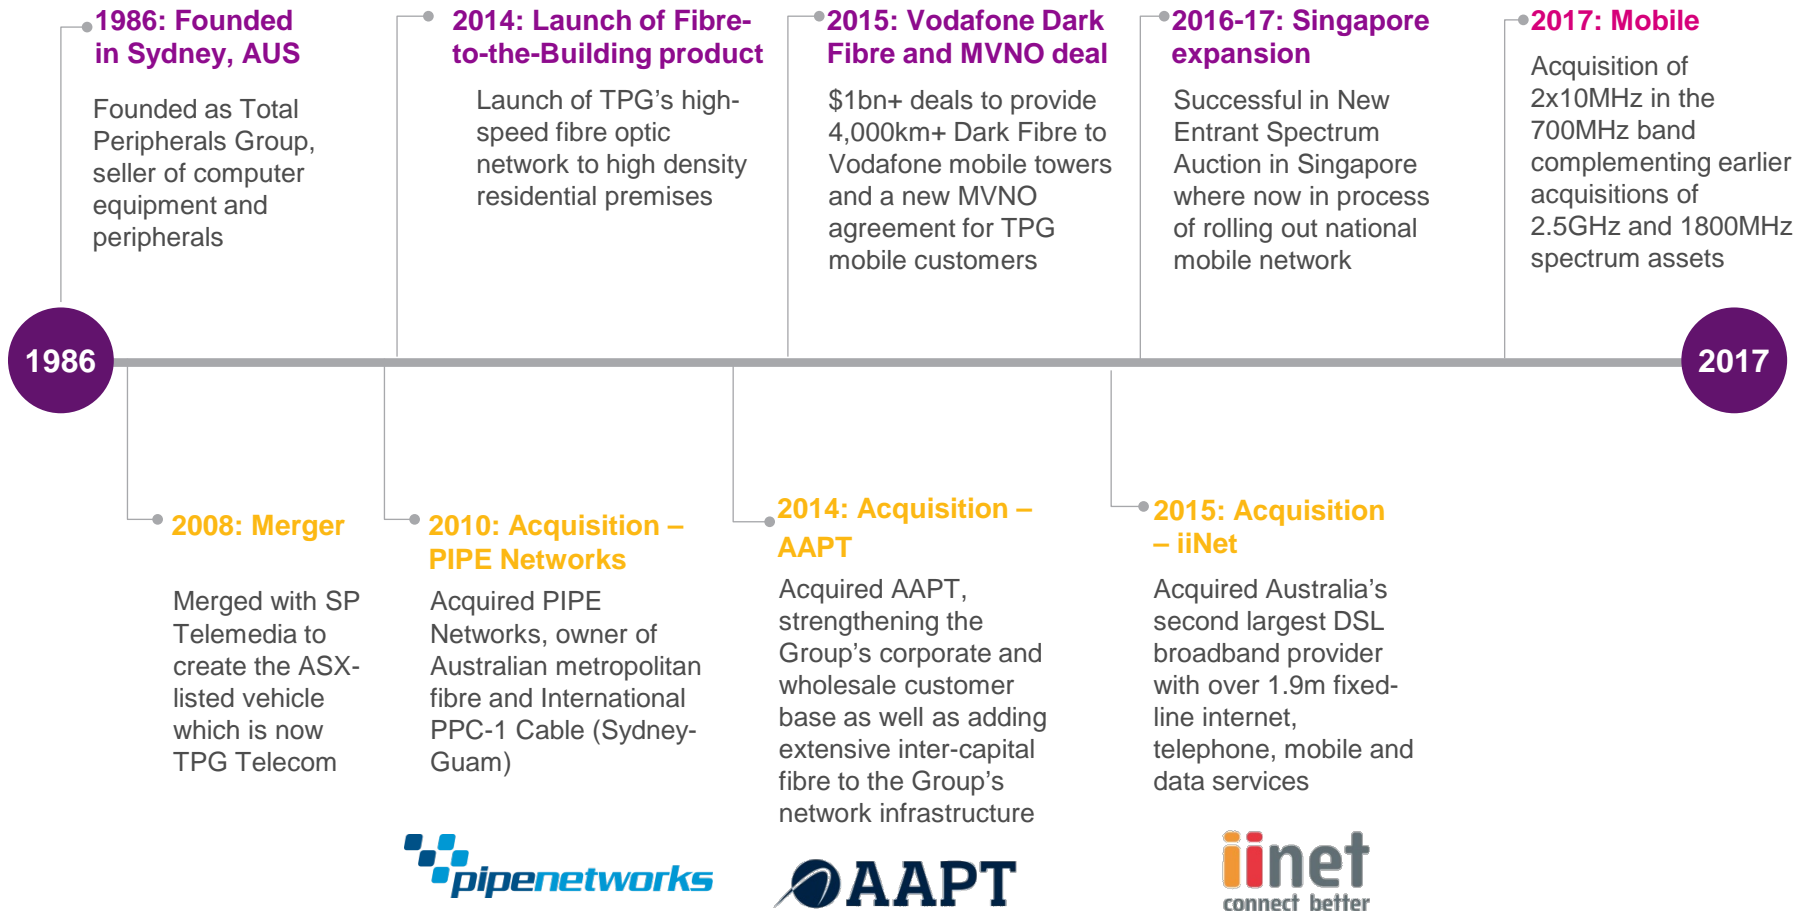 1986: Founded
in Sydney, AUS
Founded as Total
Peripherals Group,
seller of computer
equipment and
peripherals
2014: Launch of Fibre-
to-the-Building product
Launch of TPG’s high-
speed fibre optic
network to high density
residential premises
2015: Vodafone Dark
Fibre and MVNO deal
$1bn+ deals to provide
4,000km+ Dark Fibre to
Vodafone mobile towers
and a new MVNO
agreement for TPG
mobile customers
2016-17: Singapore
expansion
Successful in New
Entrant Spectrum
Auction in Singapore
where now in process
of rolling out national
mobile network
2017: Mobile
Acquisition of
2x10MHz in the
700MHz band
complementing earlier
acquisitions of
2.5GHz and 1800MHz
spectrum assets
1986
2017
2008: Merger
Merged with SP
Telemedia to
create the ASX-
listed vehicle
which is now
TPG Telecom
2010: Acquisition –
PIPE Networks
Acquired PIPE
Networks, owner of
Australian metropolitan
fibre and International
PPC-1 Cable (Sydney-
Guam)
pipenetworks
2014: Acquisition –
AAPT
Acquired AAPT,
strengthening the
Group’s corporate and
wholesale customer
base as well as adding
extensive inter-capital
fibre to the Group’s
network infrastructure
AAPT
2015: Acquisition
– iiNet
Acquired Australia’s
second largest DSL
broadband provider
with over 1.9m fixed-
line internet,
telephone, mobile and
data services
iinet
connect better